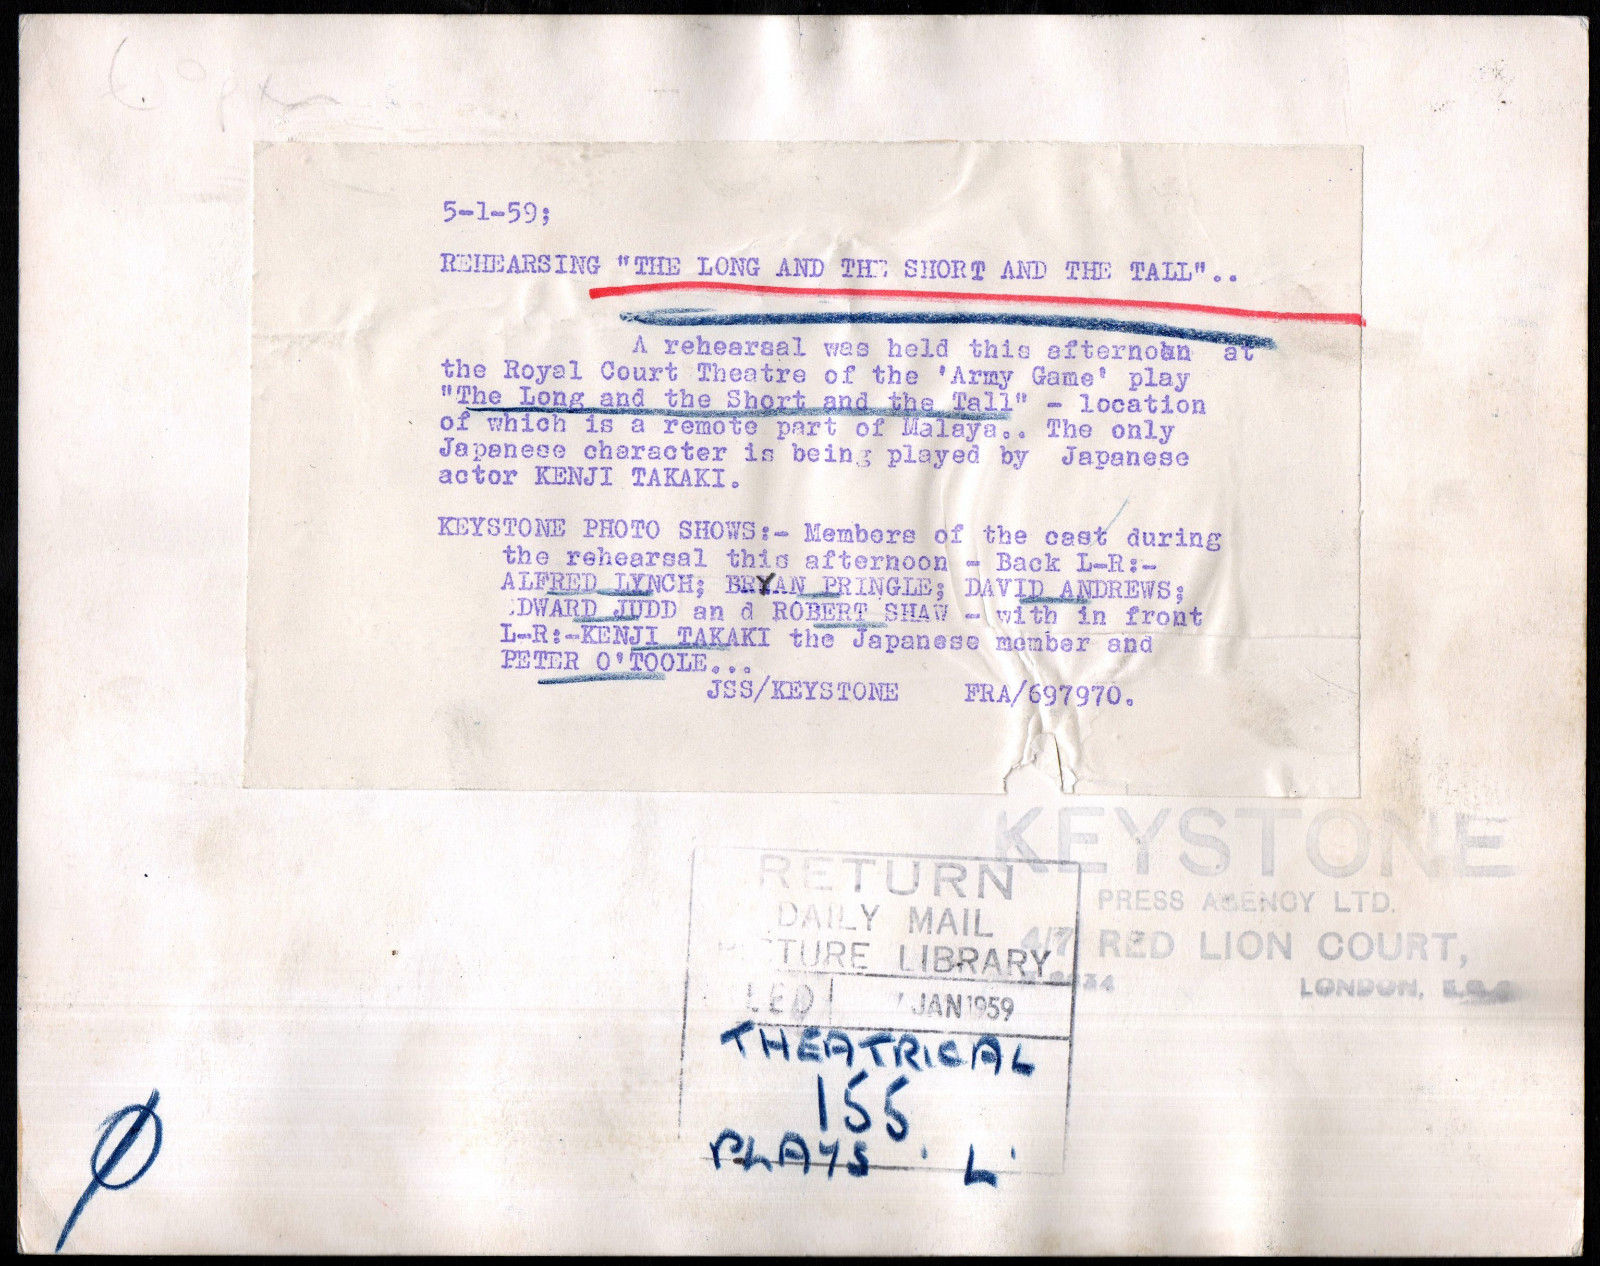 5-1-59;
REHEARSING "THE LONG AND THE SHORT AND THE TALL"..
A rehearsal was held this afternoon at
the Royal Court Theatre of the 'Army Game' play
"The Long and the Short and the Tall" - location
of which is a remote part of Malaya.. The only
Japanese character is being played by Japanese
actor KENJI TAKAKI.
KEYSTONE PHOTO SHOWS:- Members of the cast during
the rehearsal this afternoon - Back L-R:-
ALFRED LYNCH; BRYAN PRINGLE; DAVID ANDREWS;
DWARD JUDD an d ROBERT SHAW - with in front
L-R:-KENJI TAKAKI the Japanese member and
PETER O'TOOLE...
JSS/KEYSTONE FRA/697970.
KEYSTONE
PRESS AGENCY LTD.
4/7 RED LION COURT,
LONDON,
RETURN
DAILY MAIL
TURE LIBRARY
JAN 1959
THEATRICAL
155
PLAYS 'L'